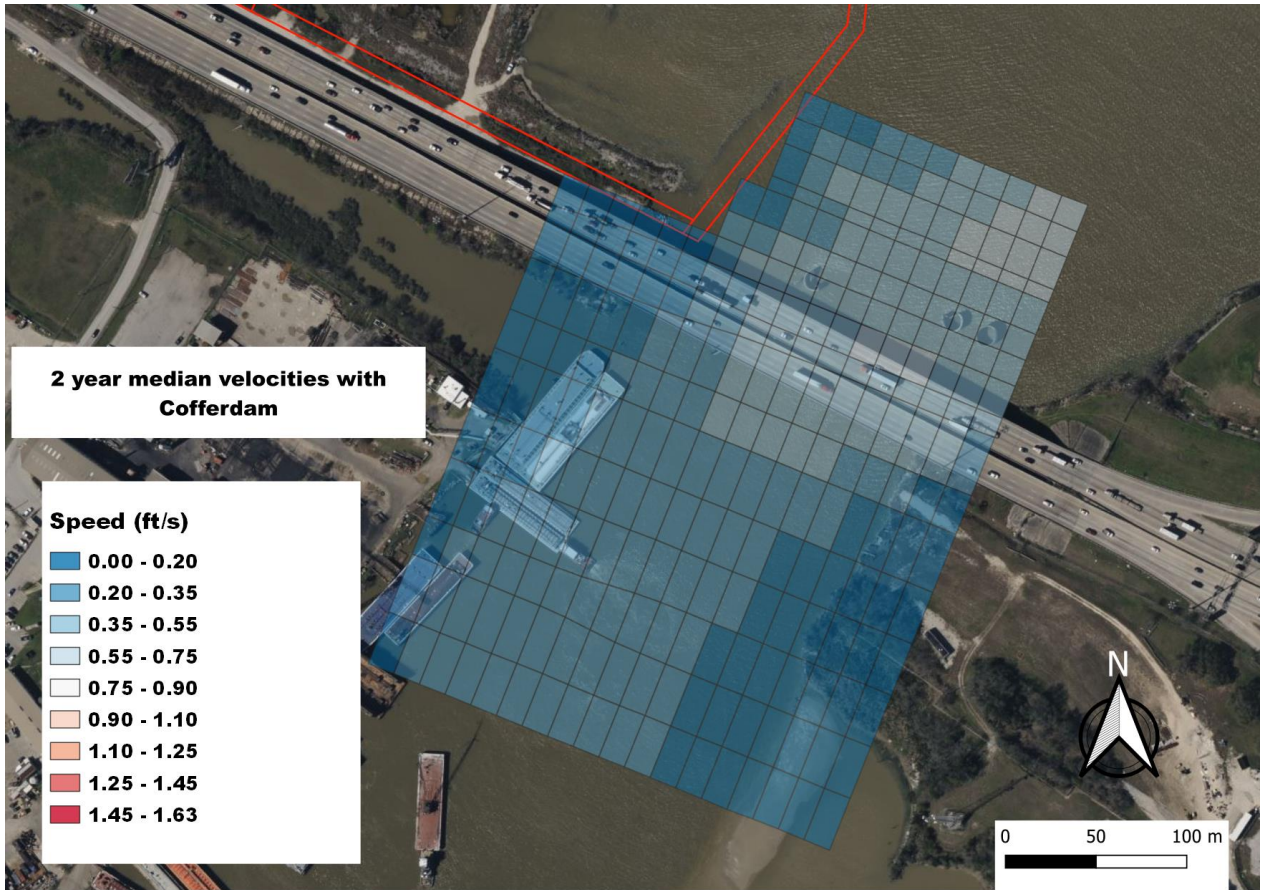 2 year median velocities with
Cofferdam
Speed (ft/s)
0.00 - 0.20
0.20 - 0.35
0.35 - 0.55
0.55 - 0.75
0.75 - 0.90
0.90 - 1.10
1.10 - 1.25
1.25 - 1.45
1.45 - 1.63
N
0 50 100 m